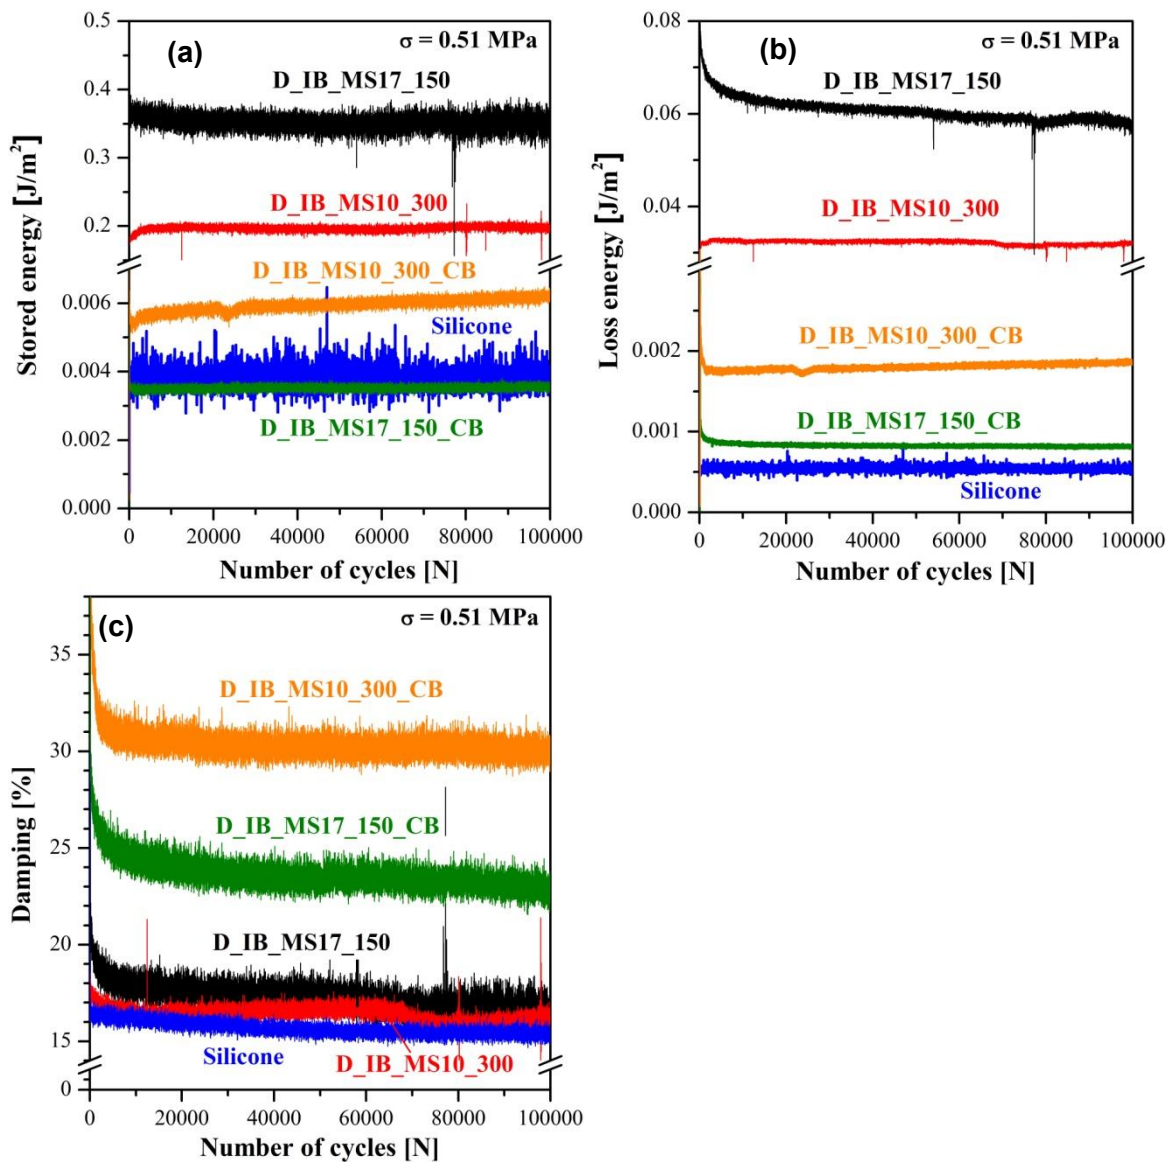 (a)
σ = 0.51 MPa
D_IB_MS17_150
D_IB_MS10_300
D_IB_MS10_300_CB
Silicone
D_IB_MS17_150_CB
0.5
0.4
0.3
0.2
0.006
0.004
0.002
0.000
Stored energy [J/m²]
0 20000 40000 60000 80000 100000
Number of cycles [N]
(b)
σ = 0.51 MPa
D_IB_MS17_150
D_IB_MS10_300
D_IB_MS10_300_CB
D_IB_MS17_150_CB
Silicone
0.08
0.06
0.04
0.002
0.001
0.000
Loss energy [J/m²]
0 20000 40000 60000 80000 100000
Number of cycles [N]
(c)
σ = 0.51 MPa
D_IB_MS10_300_CB
D_IB_MS17_150_CB
D_IB_MS17_150
Silicone
D_IB_MS10_300
35
30
25
20
15
0
Damping [%]
0 20000 40000 60000 80000 100000
Number of cycles [N]